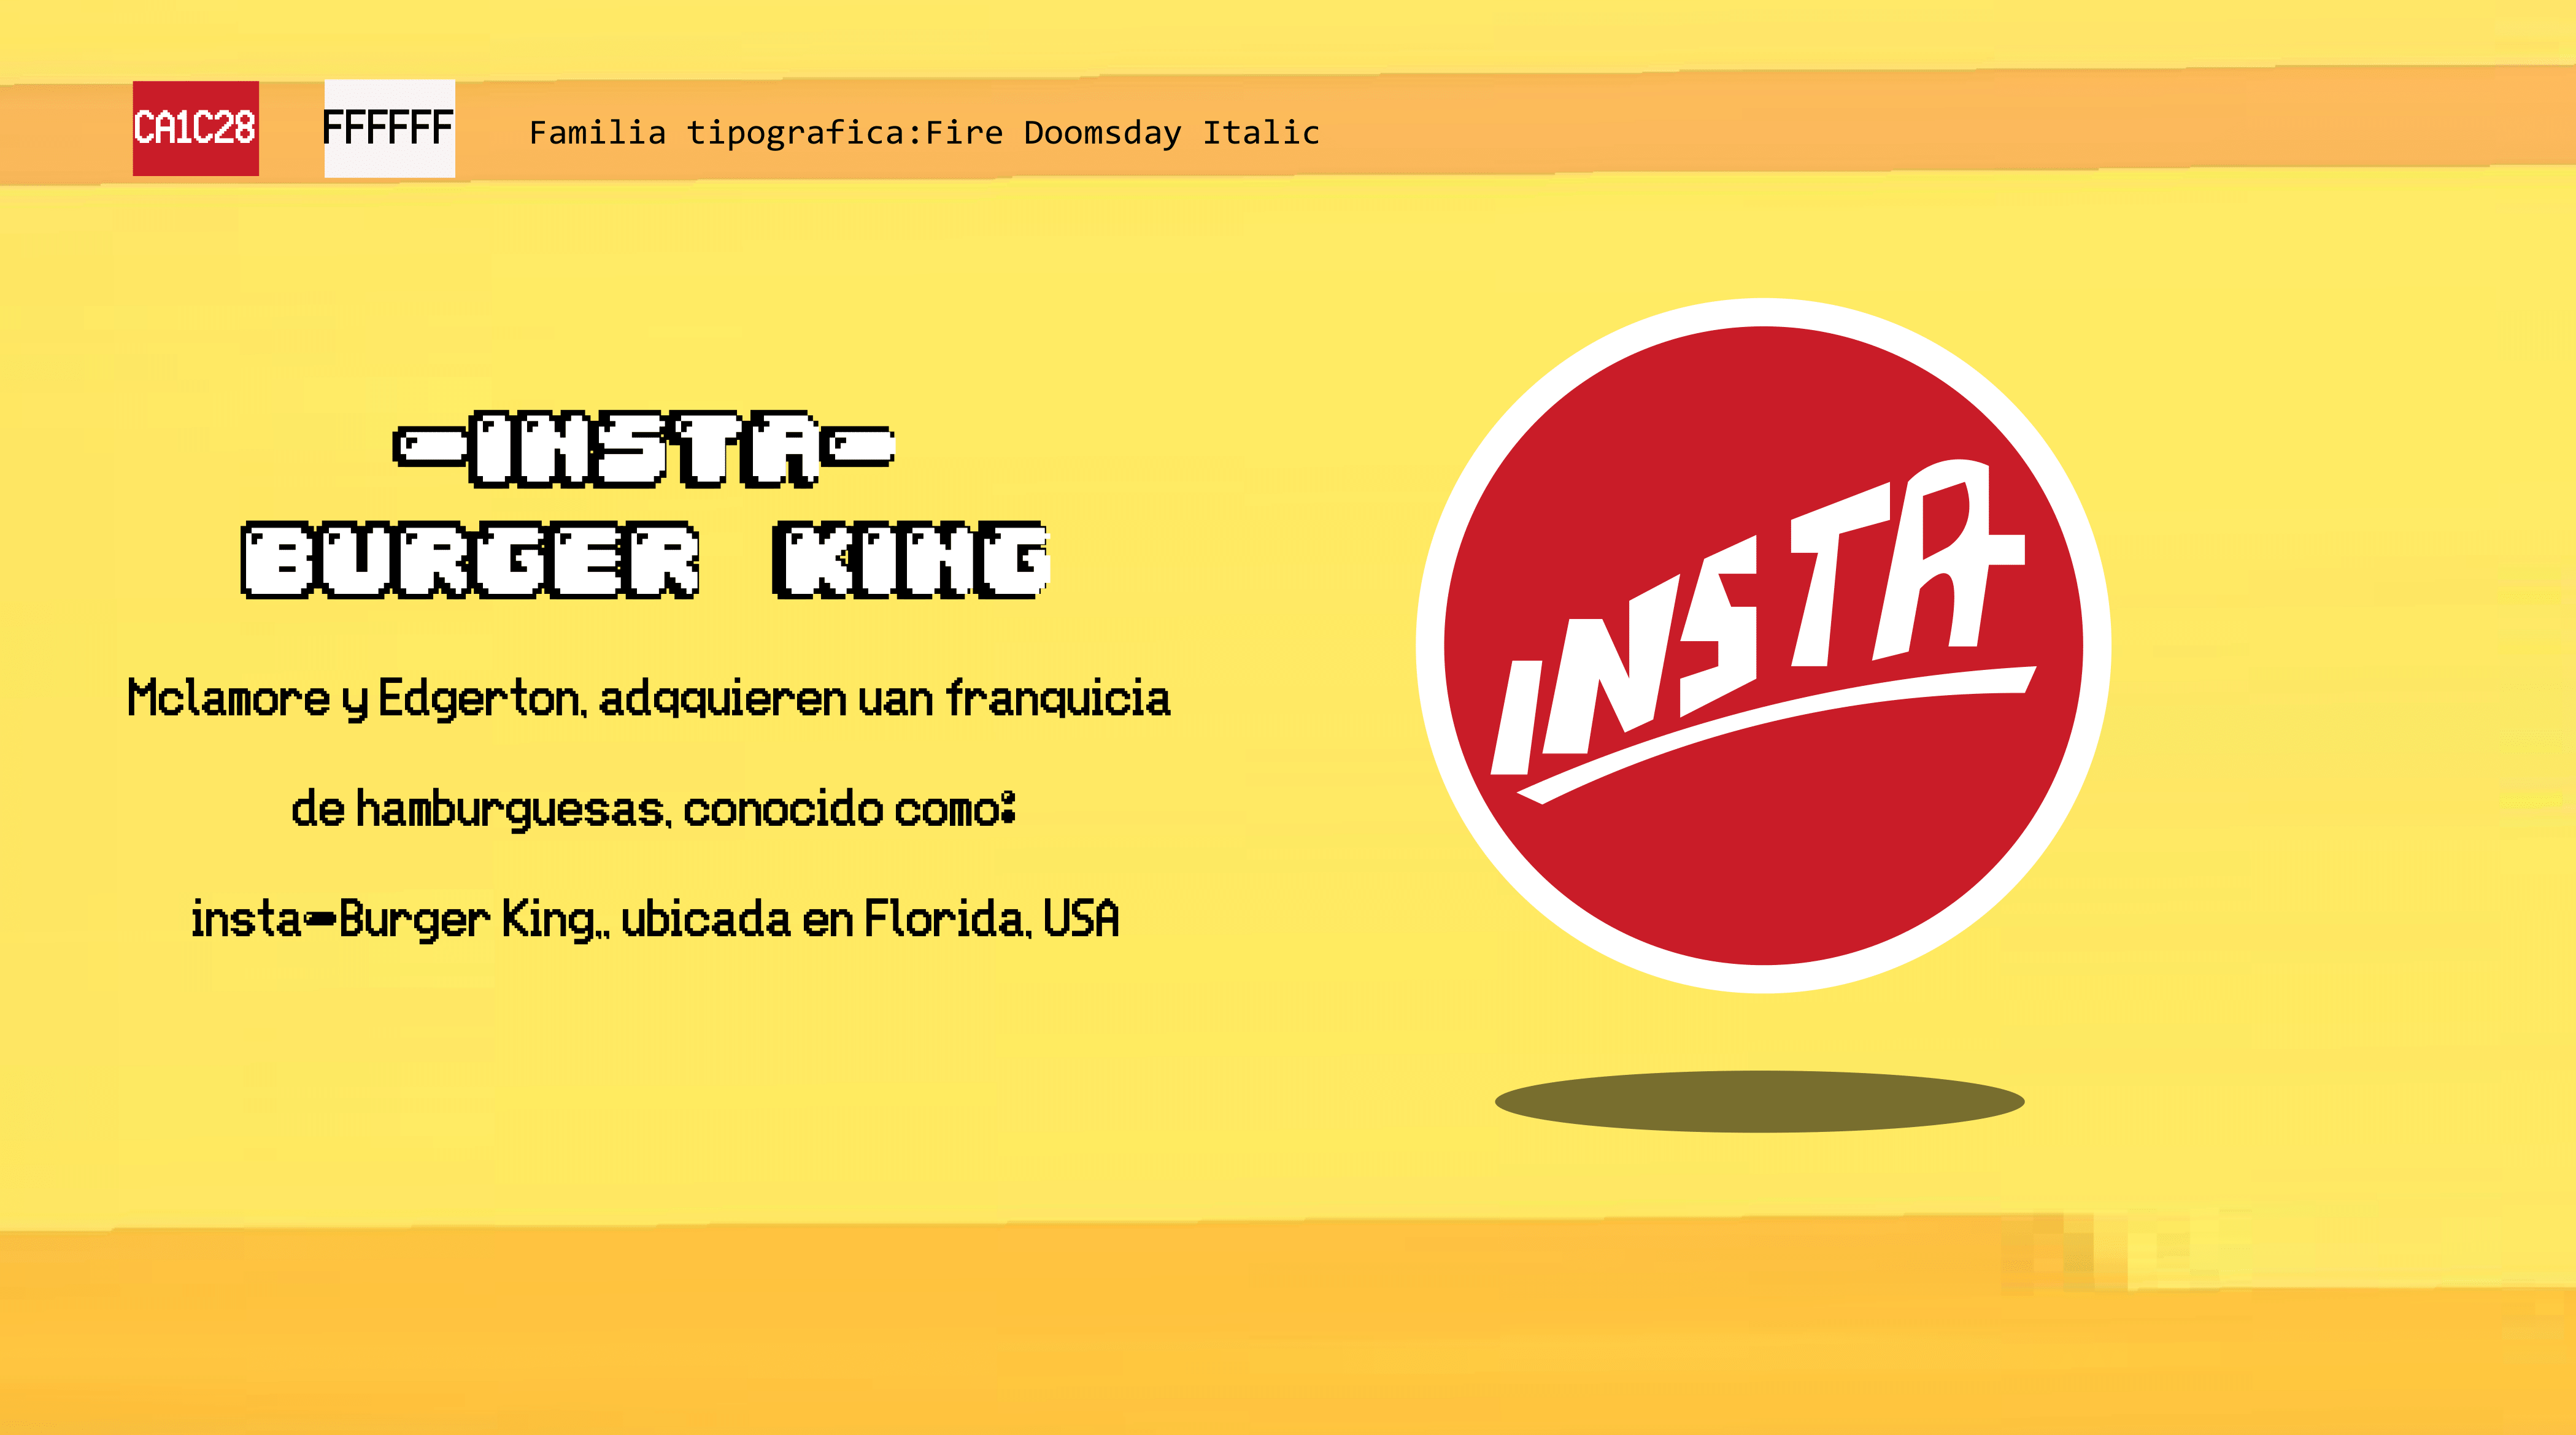 CA1C28 FFFFFF Familia tipografica:Fire Doomsday Italic
-INSTA-
BURGER KING
Mclamore y Edgerton, adqquieren uan franquicia
de hamburguesas, conocido como:
insta-Burger King,, ubicada en Florida, USA
INSTA